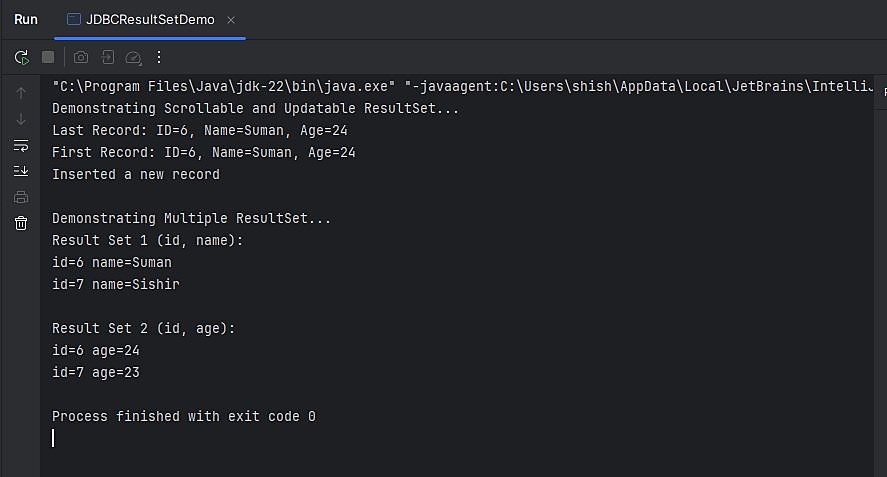 Run JDBCResultSetDemo
"C:\Program Files\Java\jdk-22\bin\java.exe" "-javaagent:C:\Users\shish\AppData\Local\JetBrains\IntelliJ
Demonstrating Scrollable and Updatable ResultSet...
Last Record: ID=6, Name=Suman, Age=24
First Record: ID=6, Name=Suman, Age=24
Inserted a new record
Demonstrating Multiple ResultSet...
Result Set 1 (id, name):
id=6 name=Suman
id=7 name=Sishir
Result Set 2 (id, age):
id=6 age=24
id=7 age=23
Process finished with exit code 0